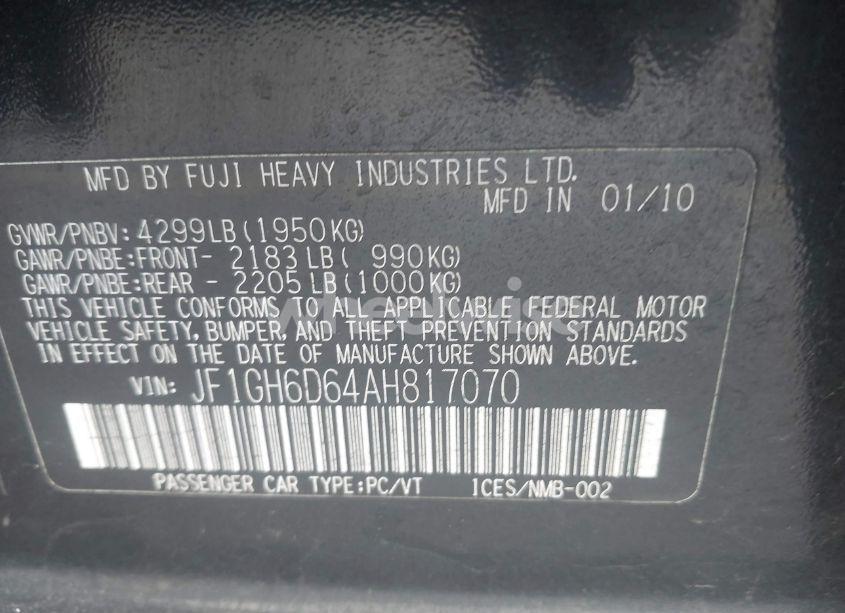 MFD BY FUJI HEAVY INDUSTRIES LTD.
MFD IN 01/10
GVWR/PNBV: 4299LB(1950KG)
GAWR/PNBE:FRONT- 2183LB( 990KG)
GAWR/PNBE:REAR - 2205LB(1000KG)
THIS VEHICLE CONFORMS TO ALL APPLICABLE FEDERAL MOTOR
VEHICLE SAFETY, BUMPER, AND THEFT PREVENTION STANDARDS
IN EFFECT ON THE DATE OF MANUFACTURE SHOWN ABOVE.
VIN: JF1GH6D64AH817070
PASSENGER CAR TYPE:PC/VT ICES/NMB-002